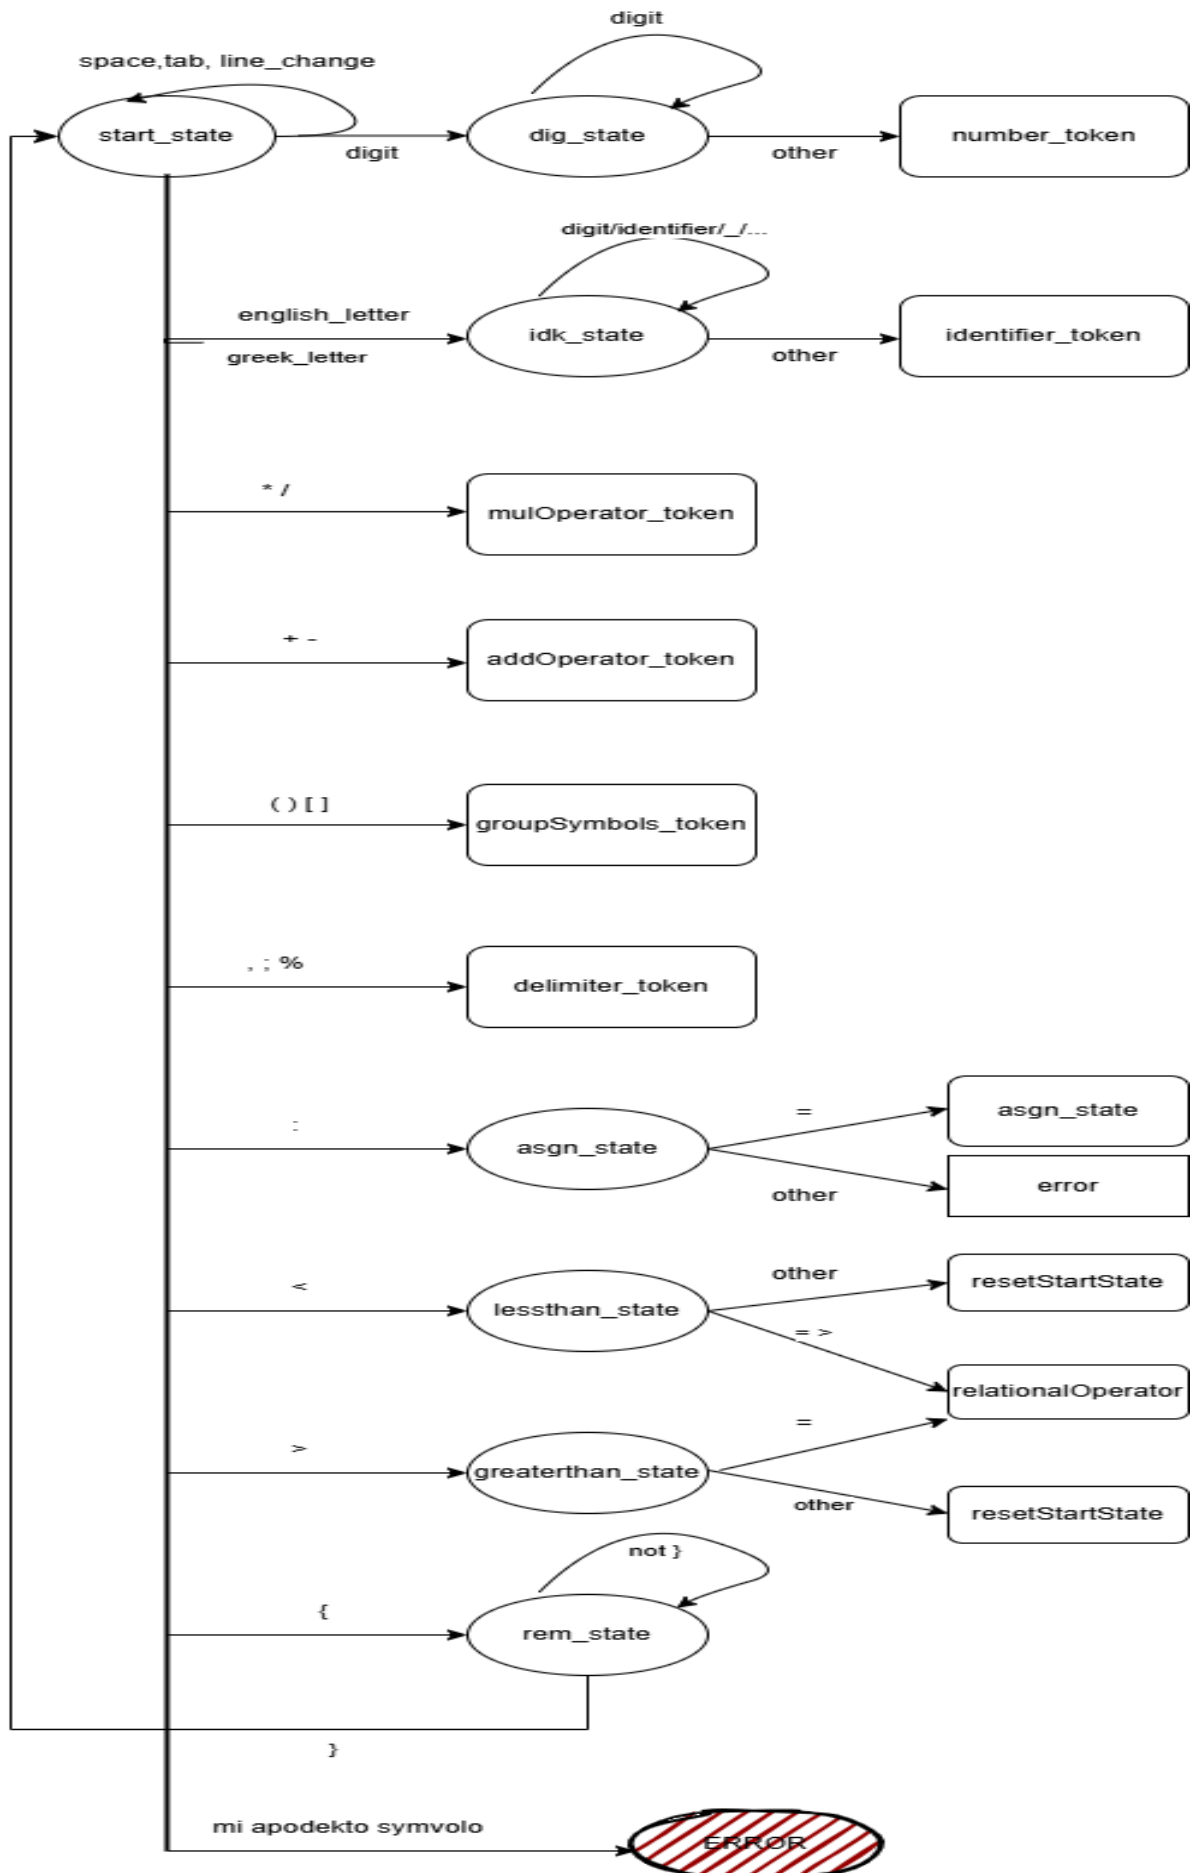 digit
space,tab, line_change
start_state
dig_state
number_token
digit
other
digit/identifier/_/...
english_letter
idk_state
identifier_token
greek_letter
other
* /
mulOperator_token
+ -
addOperator_token
( ) [ ]
groupSymbols_token
, ; %
delimiter_token
:
=
asgn_state
asgn_state
other
error
<
other
resetStartState
lessthan_state
= >
relationalOperator
>
=
greaterthan_state
other
resetStartState
not }
{
rem_state
}
mi apodekto symvolo
ERROR